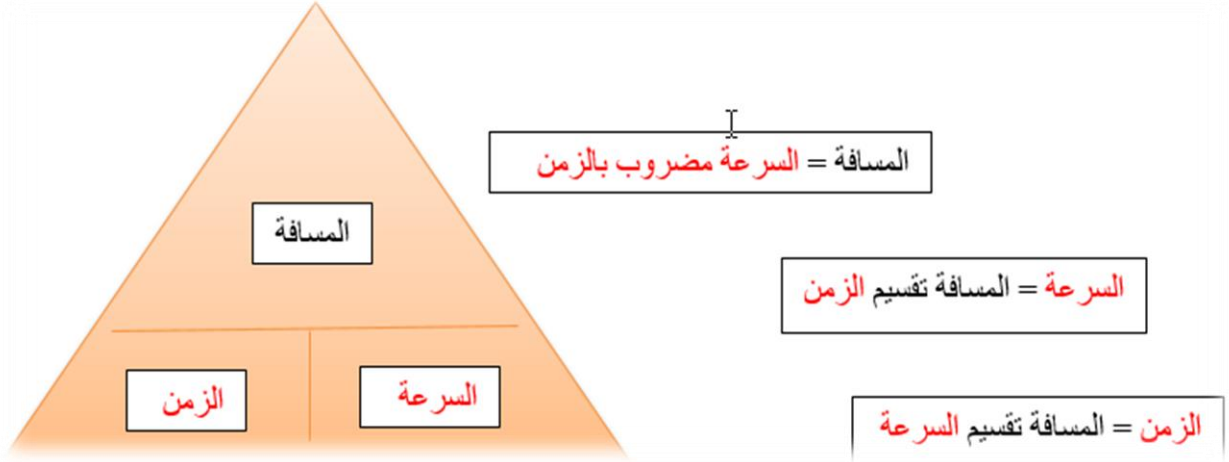 المسافة = السرعة مضروب بالزمن
المسافة
السرعة = المسافة تقسيم الزمن
السرعة
الزمن
الزمن = المسافة تقسيم السرعة